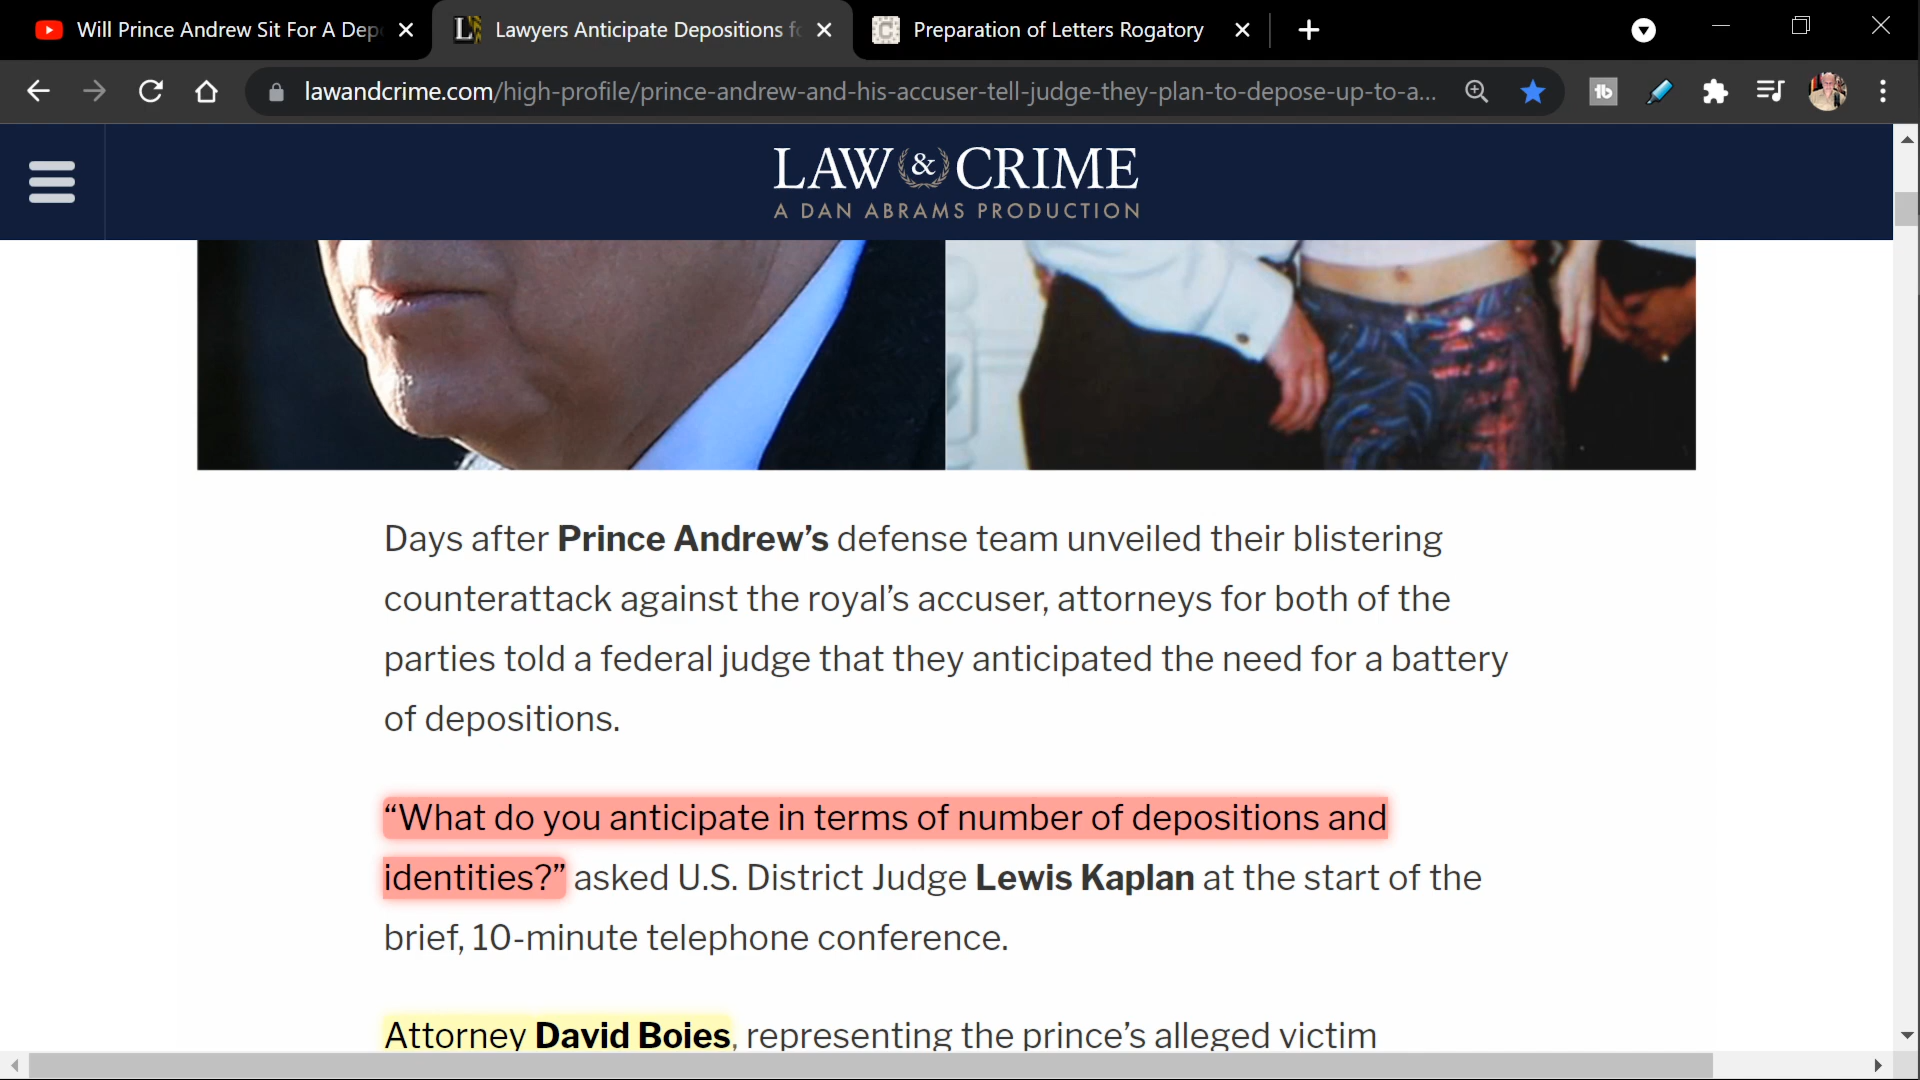 Will Prince Andrew Sit For A Dep
Lawyers Anticipate Depositions f
Preparation of Letters Rogatory
lawandcrime.com/high-profile/prince-andrew-and-his-accuser-tell-judge-they-plan-to-depose-up-to-a...
LAW & CRIME
A DAN ABRAMS PRODUCTION
Days after Prince Andrew’s defense team unveiled their blistering
counterattack against the royal’s accuser, attorneys for both of the
parties told a federal judge that they anticipated the need for a battery
of depositions.
“What do you anticipate in terms of number of depositions and
identities?” asked U.S. District Judge Lewis Kaplan at the start of the
brief, 10-minute telephone conference.
Attorney David Boies, representing the prince’s alleged victim